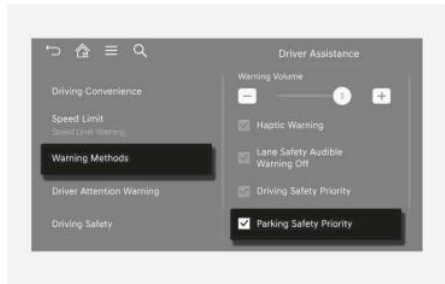 Driver Assistance
Driving Convenience
Speed Limit
Speed Limit Warning
Warning Methods
Driver Attention Warning
Driving Safety
Warning Volume
3
Haptic Warning
Lane Safety Audible
Warning Off
Driving Safety Priority
Parking Safety Priority